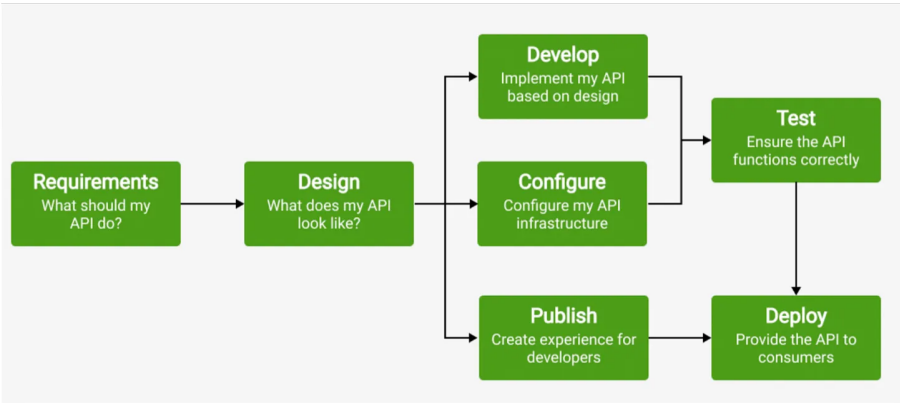 Requirements
What should my
API do?
Design
What does my API
look like?
Develop
Implement my API
based on design
Configure
Configure my API
infrastructure
Publish
Create experience for
developers
Test
Ensure the API
functions correctly
Deploy
Provide the API to
consumers